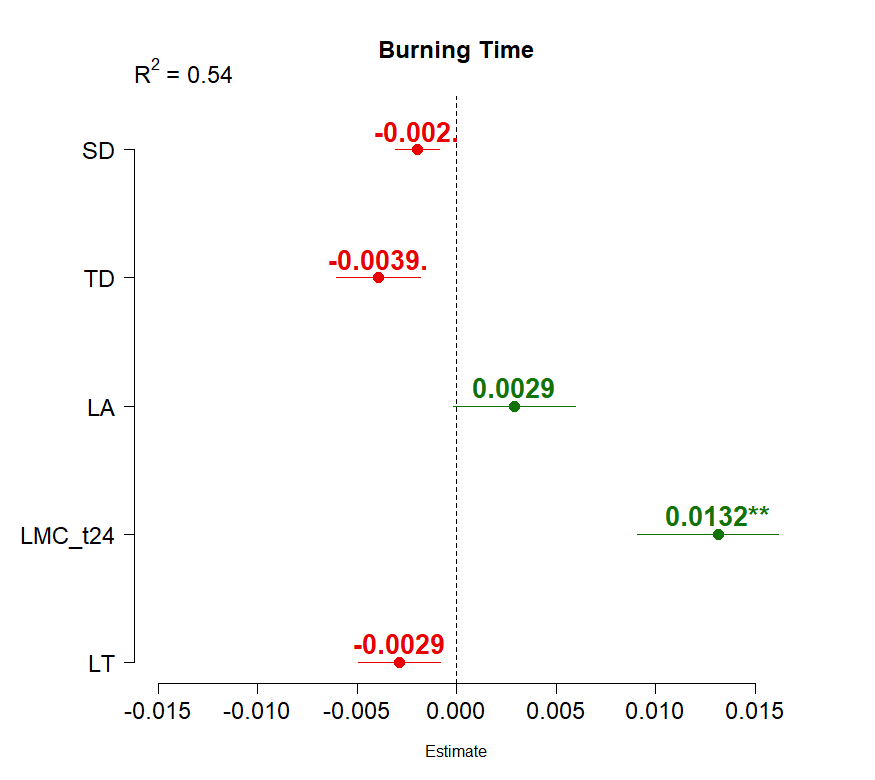 Burning Time
R² = 0.54
SD
-0.002.
TD
-0.0039.
LA
0.0029
LMC_t24
0.0132**
LT
-0.0029
-0.015 -0.010 -0.005 0.000 0.005 0.010 0.015
Estimate